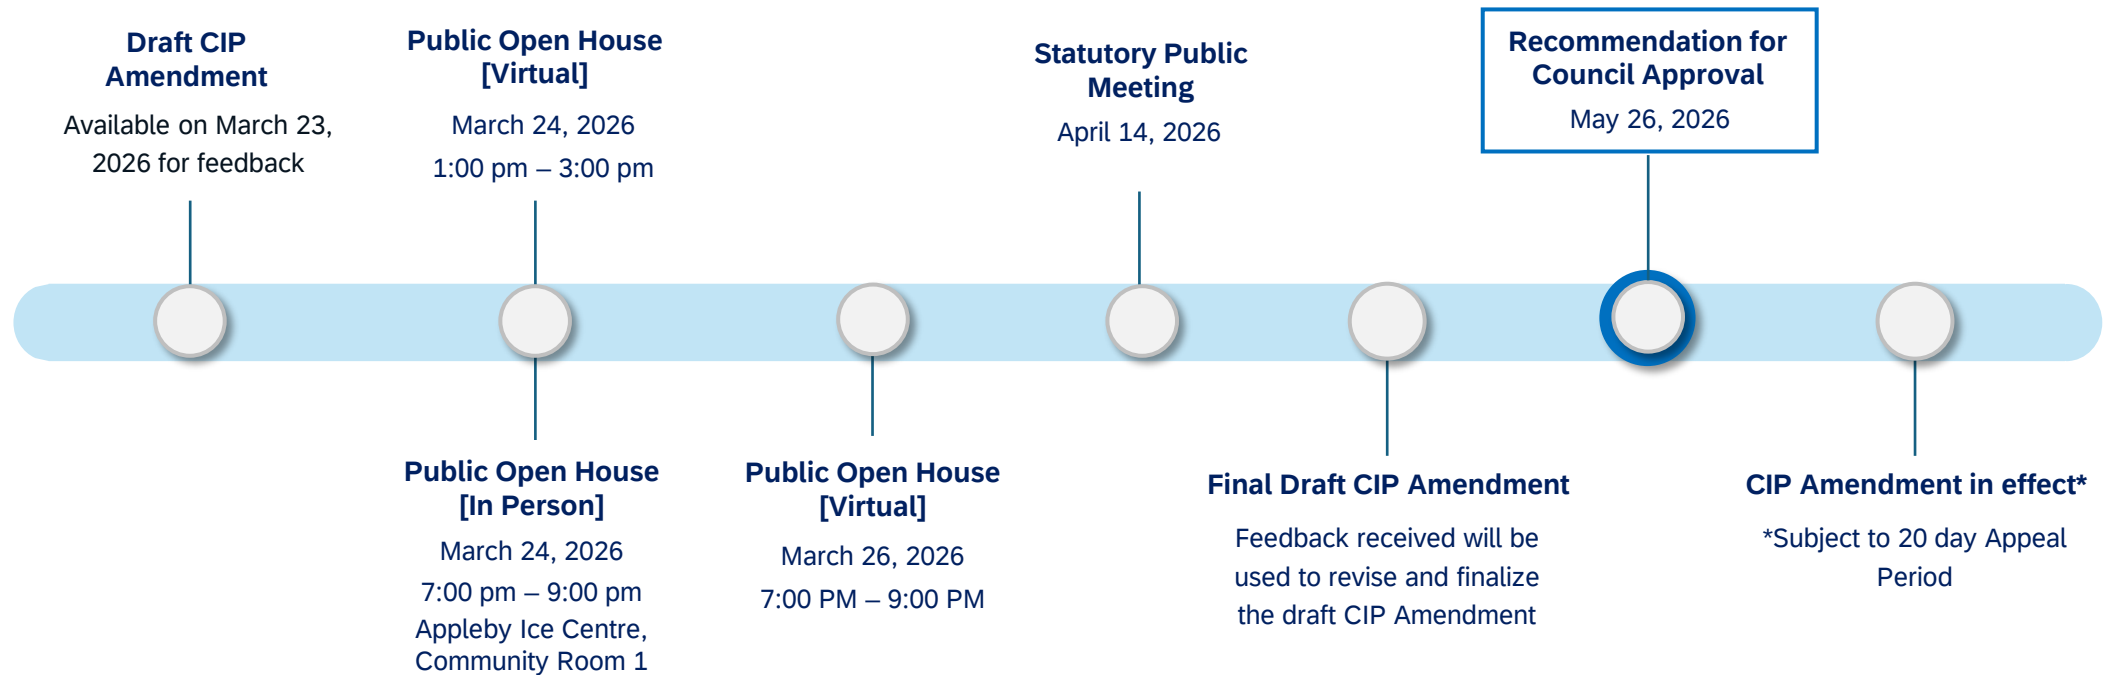 Draft CIP
Amendment
Available on March 23,
2026 for feedback
Public Open House
[Virtual]
March 24, 2026
1:00 pm – 3:00 pm
Public Open House
[In Person]
March 24, 2026
7:00 pm – 9:00 pm
Appleby Ice Centre,
Community Room 1
Public Open House
[Virtual]
March 26, 2026
7:00 PM – 9:00 PM
Statutory Public
Meeting
April 14, 2026
Final Draft CIP Amendment
Feedback received will be
used to revise and finalize
the draft CIP Amendment
Recommendation for
Council Approval
May 26, 2026
CIP Amendment in effect*
*Subject to 20 day Appeal
Period